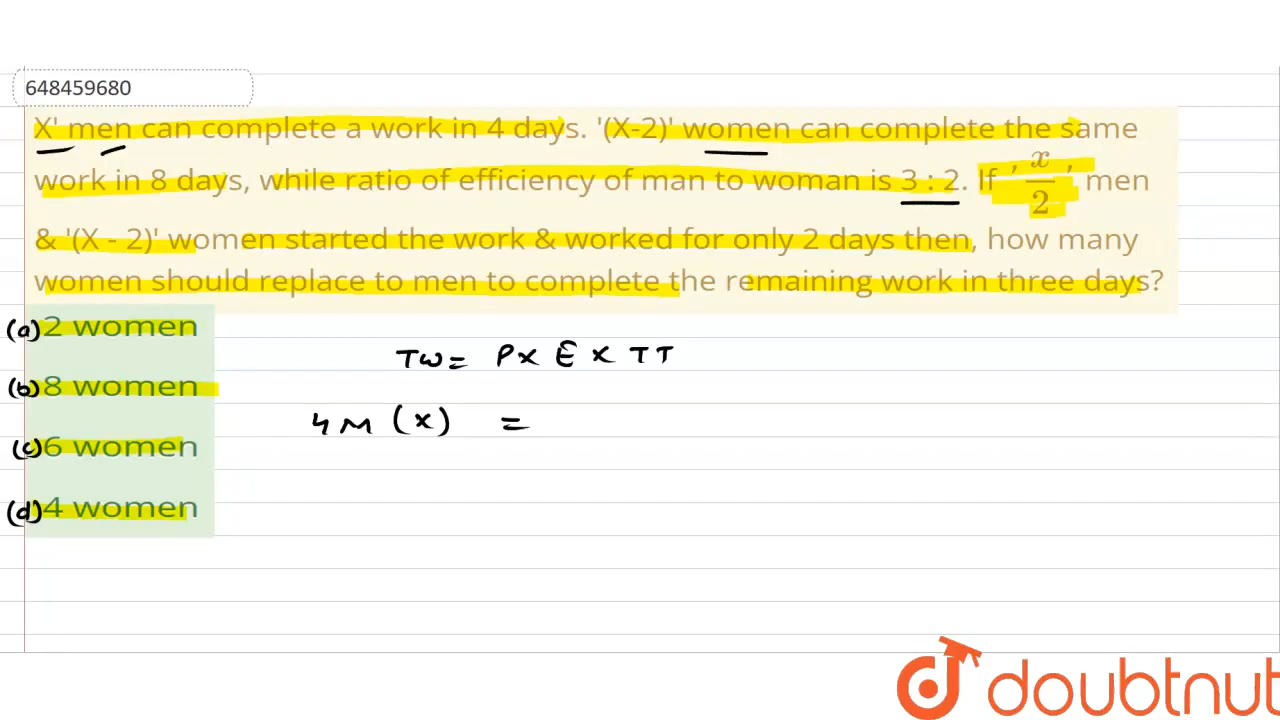 648459680
X' men can complete a work in 4 days. '(X-2)' women can complete the same
work in 8 days, while ratio of efficiency of man to woman is 3 : 2. If ' x/2 ' men
& '(X - 2)' women started the work & worked for only 2 days then, how many
women should replace to men to complete the remaining work in three days?
(a) 2 women
(b) 8 women
(c) 6 women
(d) 4 women
TW = P x E x TT
4 M (x) =
doubtnut